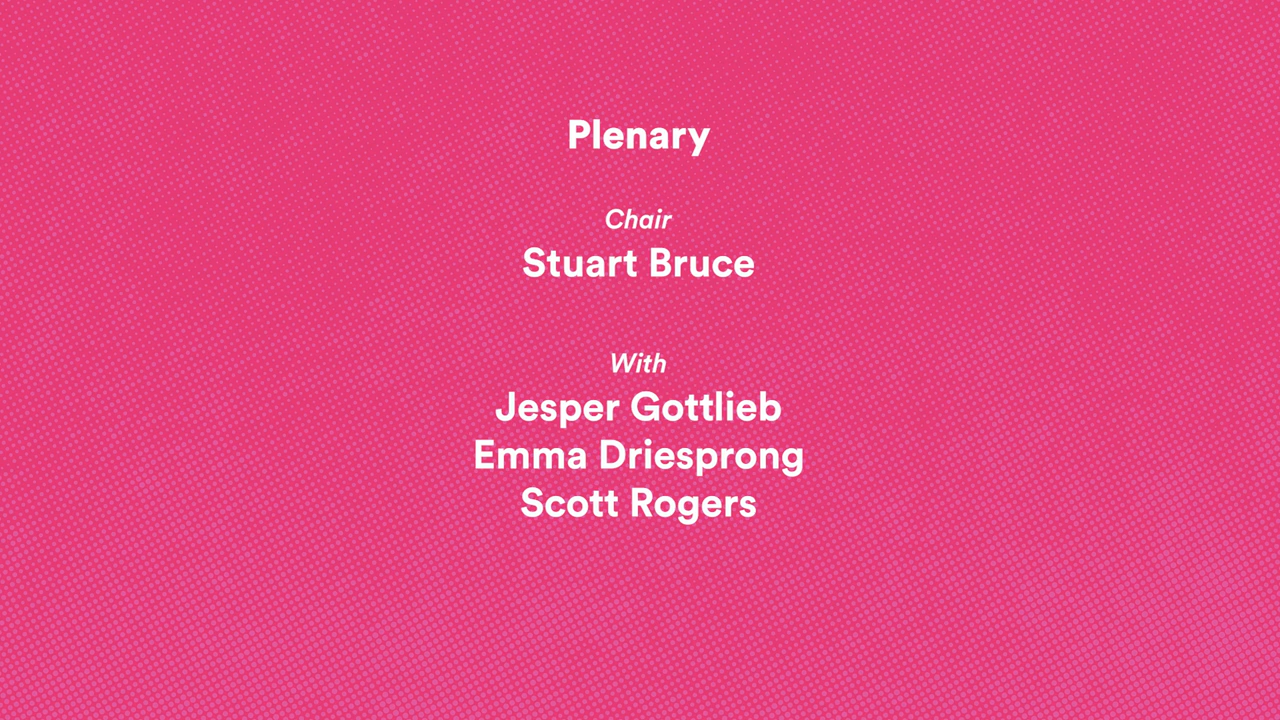 Plenary
Chair
Stuart Bruce
With
Jesper Gottlieb
Emma Driesprong
Scott Rogers